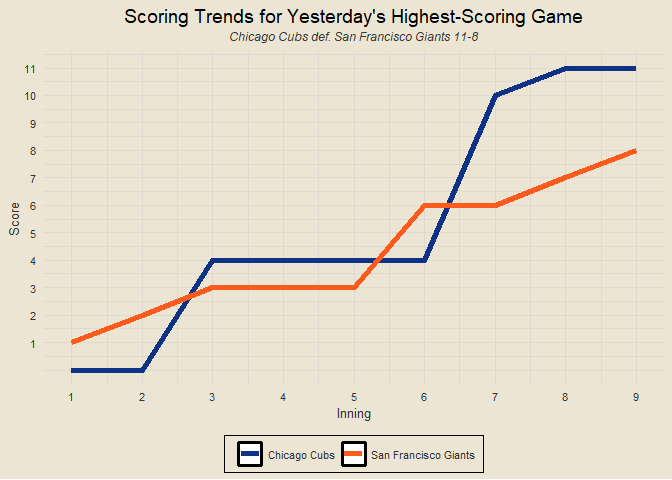 Scoring Trends for Yesterday's Highest-Scoring Game
Chicago Cubs def. San Francisco Giants 11-8
11
10
9
8
7
6
5
4
3
2
1
Score
1 2 3 4 5 6 7 8 9
Inning
Chicago Cubs San Francisco Giants